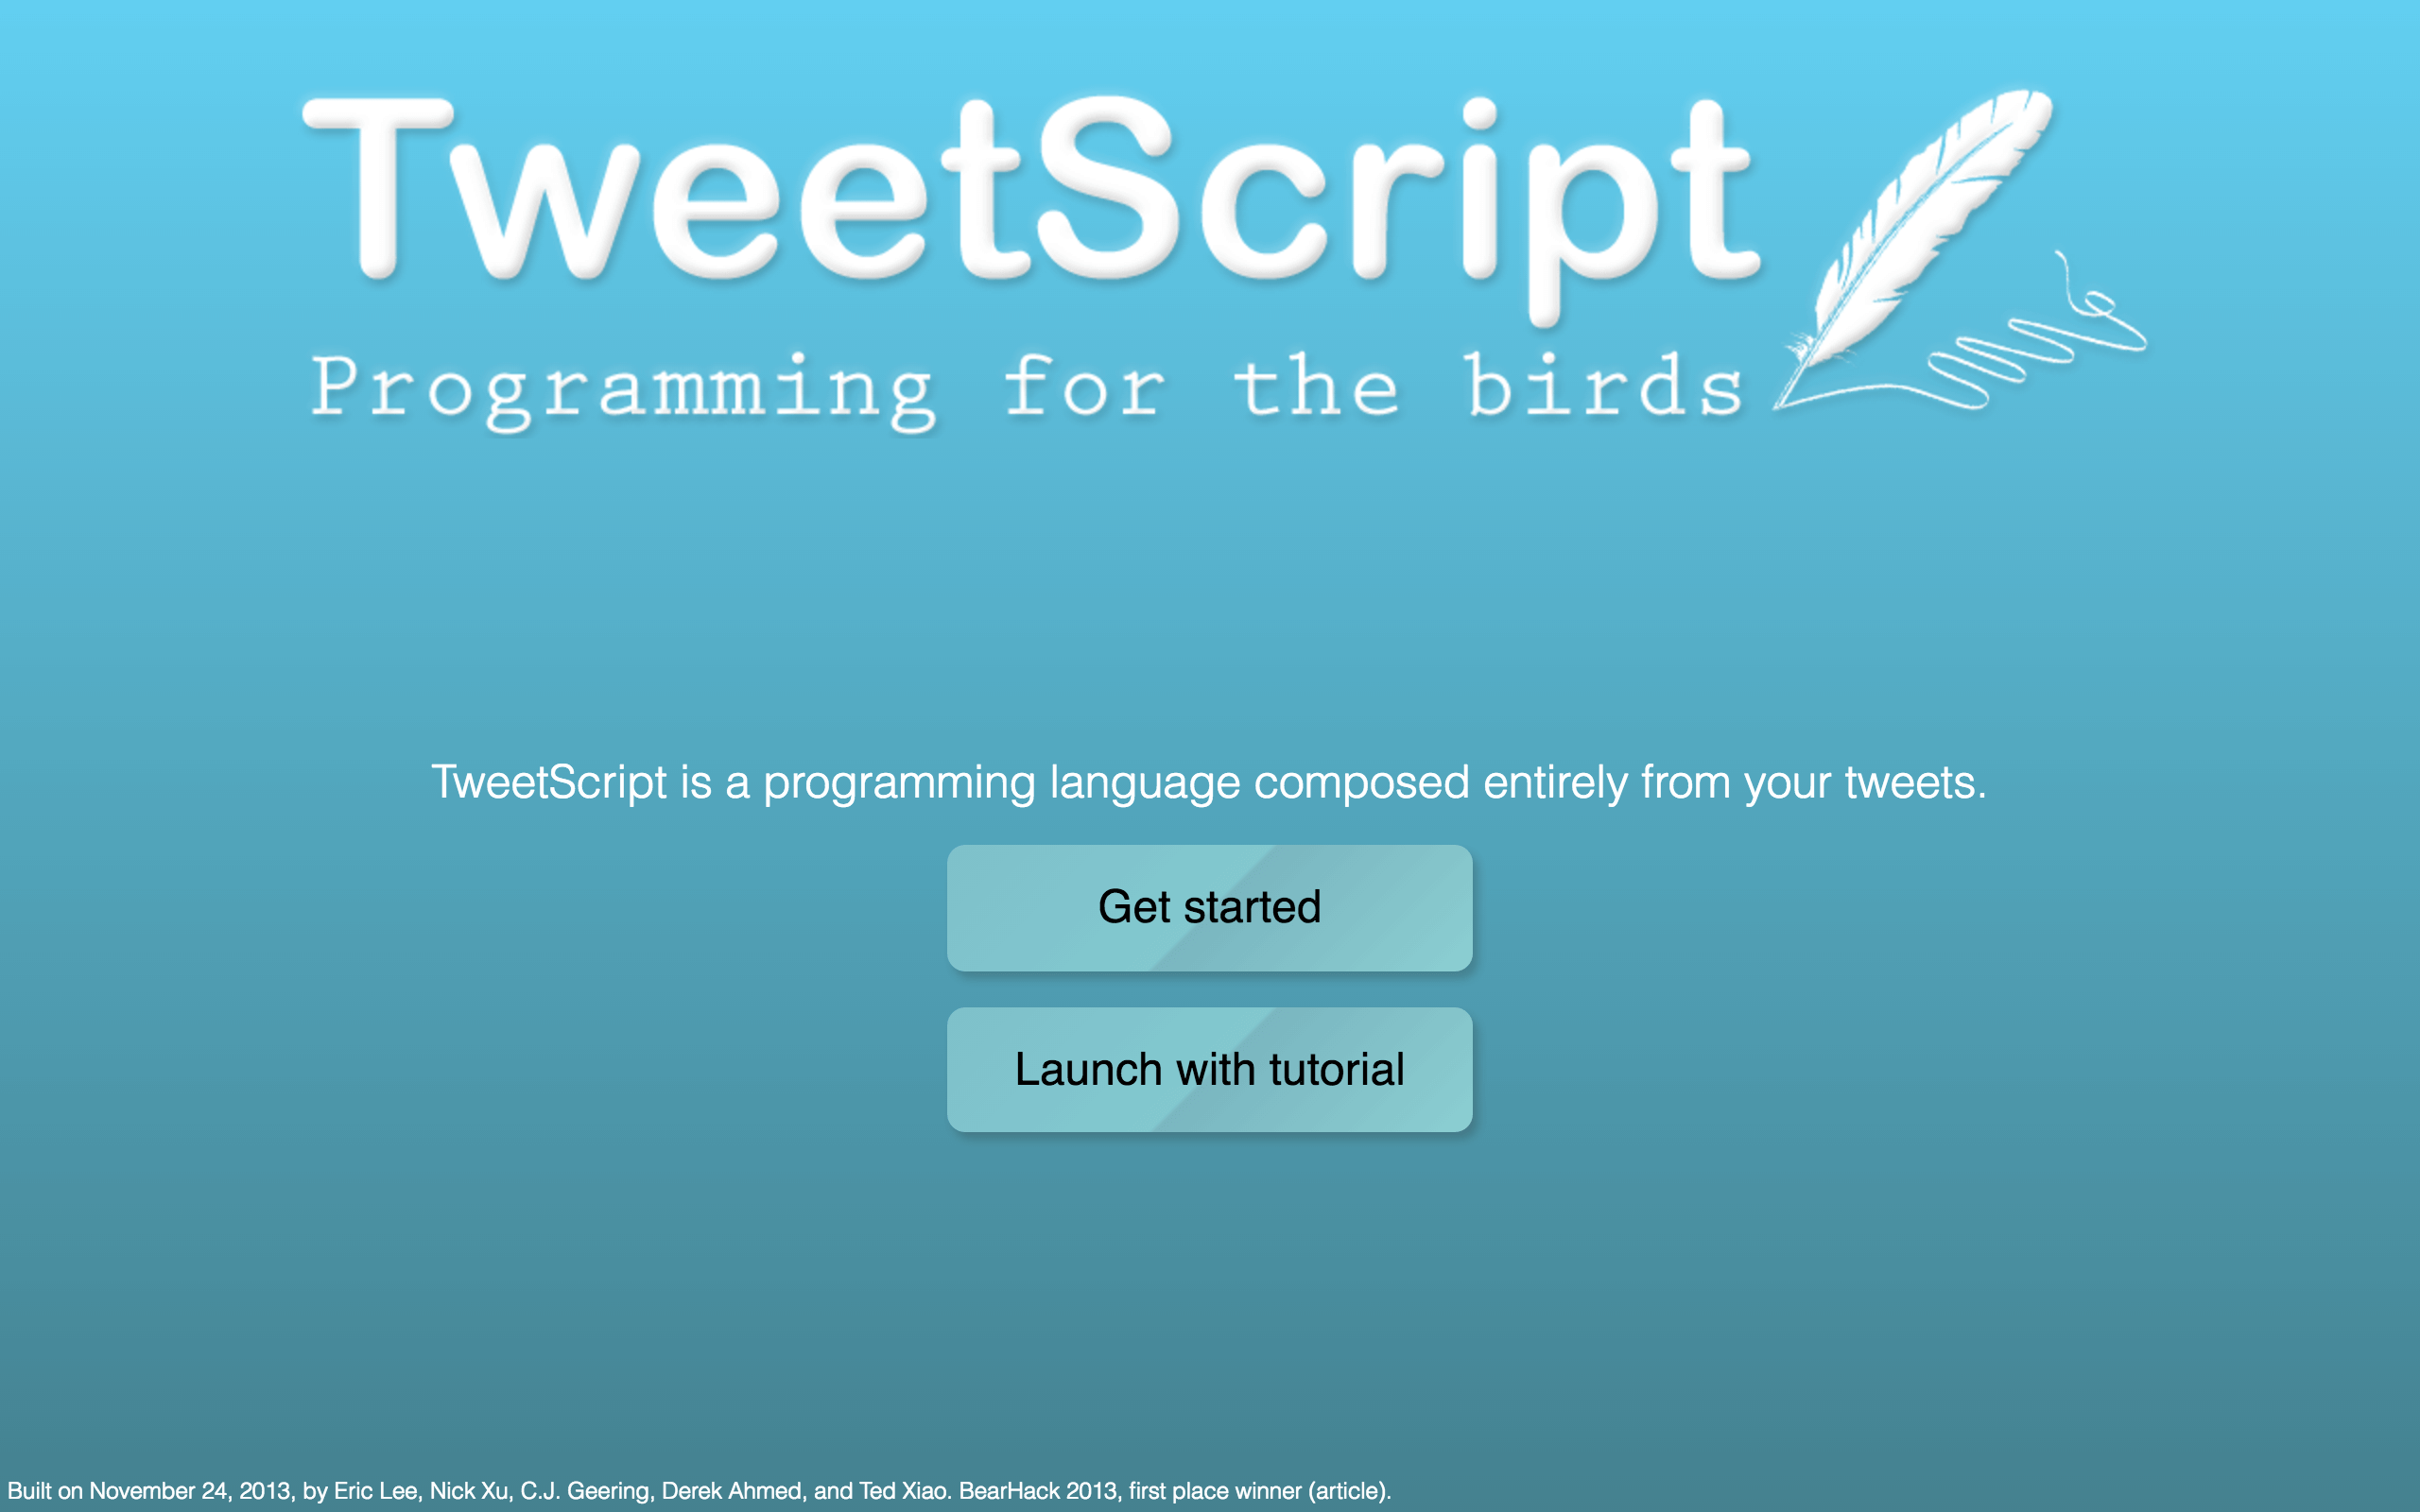 TweetScript
Programming for the birds
TweetScript is a programming language composed entirely from your tweets.
Get started
Launch with tutorial
Built on November 24, 2013, by Eric Lee, Nick Xu, C.J. Geering, Derek Ahmed, and Ted Xiao. BearHack 2013, first place winner (article).